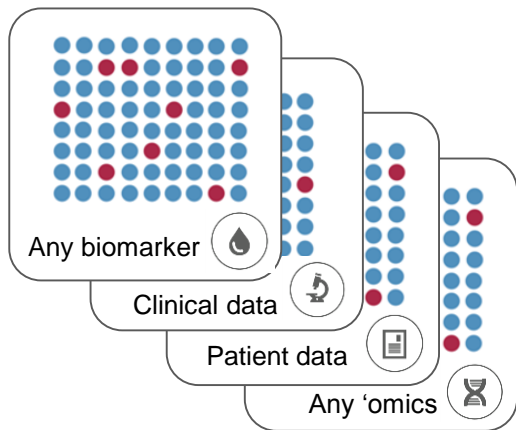 Any biomarker
Clinical data
Patient data
Any ‘omics